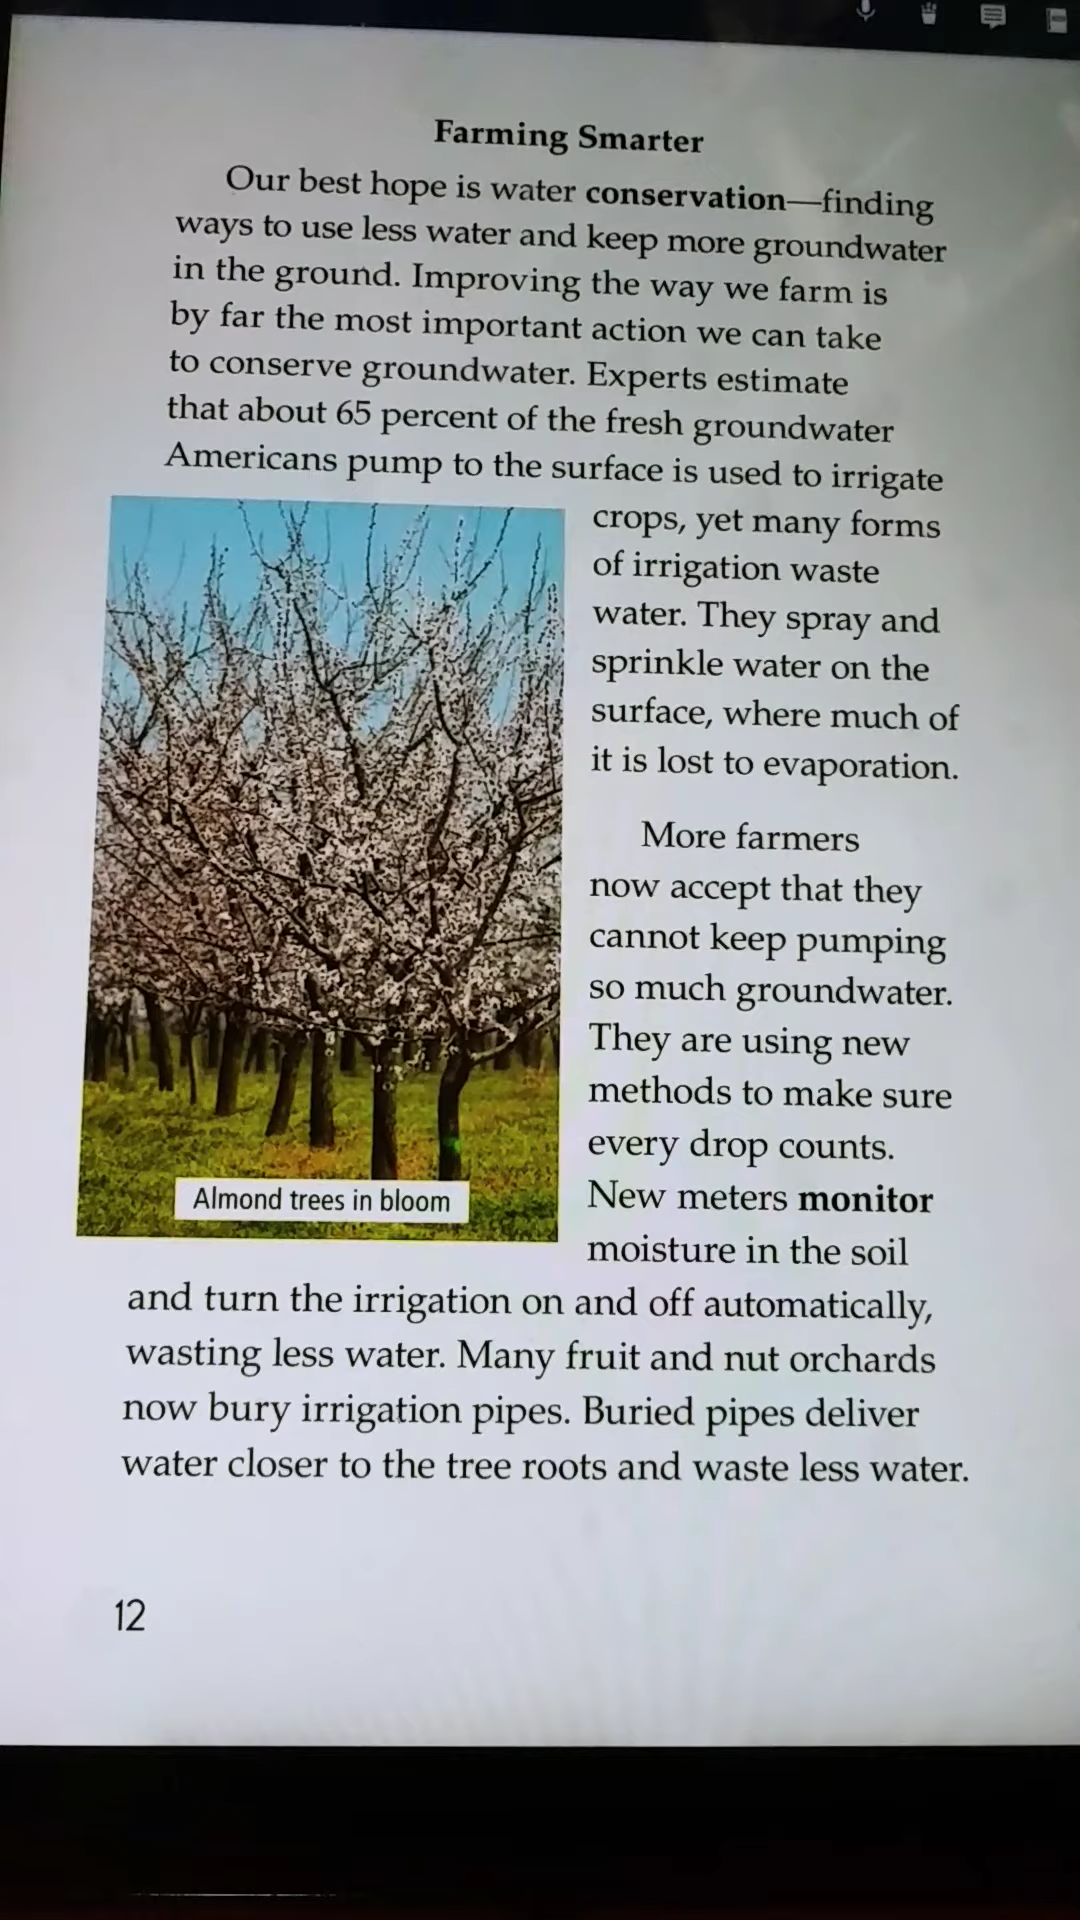 Farming Smarter
Our best hope is water conservation—finding
ways to use less water and keep more groundwater
in the ground. Improving the way we farm is
by far the most important action we can take
to conserve groundwater. Experts estimate
that about 65 percent of the fresh groundwater
Americans pump to the surface is used to irrigate
crops, yet many forms
of irrigation waste
water. They spray and
sprinkle water on the
surface, where much of
it is lost to evaporation.
More farmers
now accept that they
cannot keep pumping
so much groundwater.
They are using new
methods to make sure
every drop counts.
New meters monitor
moisture in the soil
and turn the irrigation on and off automatically,
wasting less water. Many fruit and nut orchards
now bury irrigation pipes. Buried pipes deliver
water closer to the tree roots and waste less water.
Almond trees in bloom
12